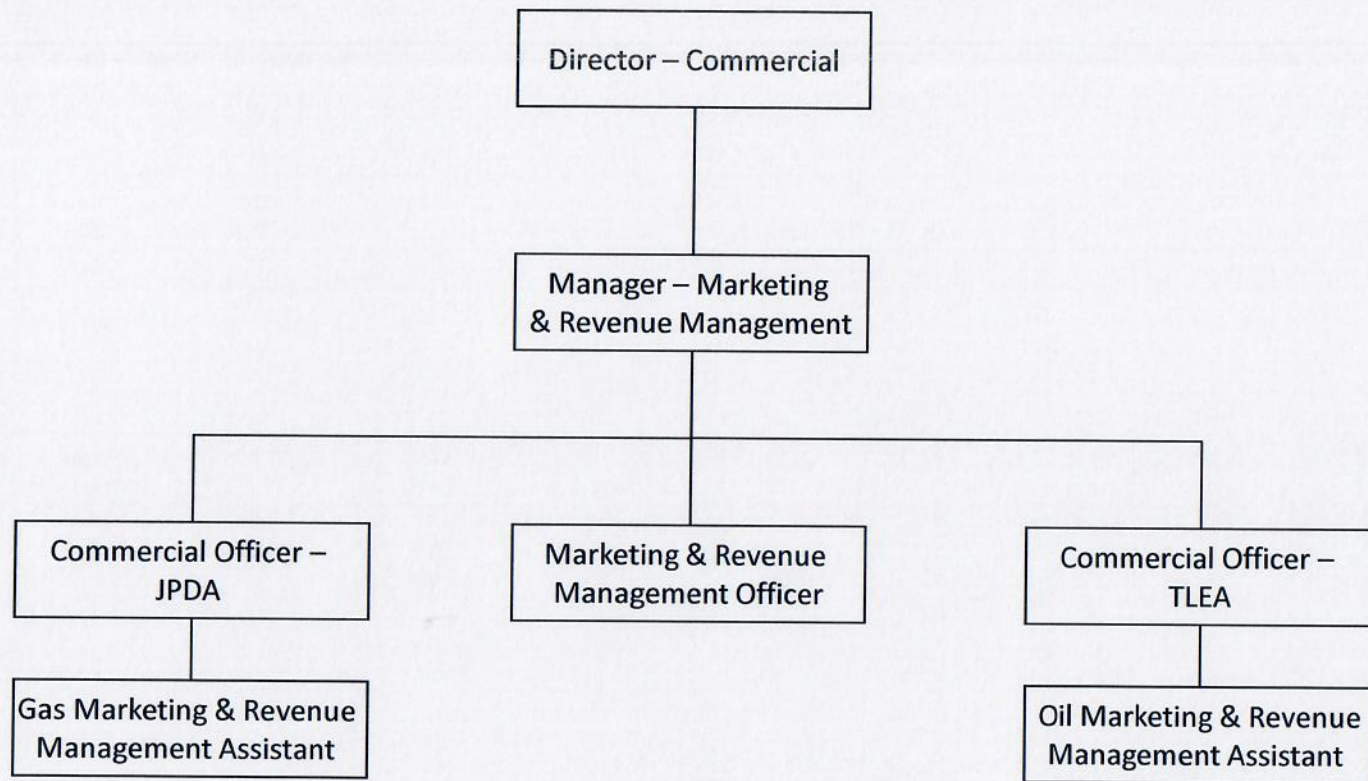 Director – Commercial
Manager – Marketing
& Revenue Management
Commercial Officer –
JPDA
Marketing & Revenue
Management Officer
Commercial Officer –
TLEA
Gas Marketing & Revenue
Management Assistant
Oil Marketing & Revenue
Management Assistant